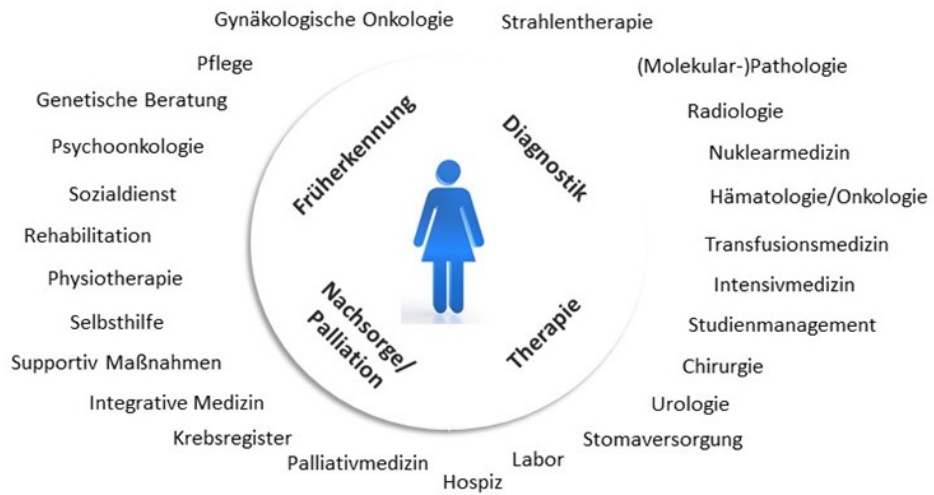 Gynäkologische Onkologie
Strahlentherapie
Pflege
(Molekular-)Pathologie
Genetische Beratung
Radiologie
Psychoonkologie
Nuklearmedizin
Sozialdienst
Hämatologie/Onkologie
Rehabilitation
Transfusionsmedizin
Physiotherapie
Intensivmedizin
Selbsthilfe
Studienmanagement
Supportiv Maßnahmen
Chirurgie
Integrative Medizin
Urologie
Krebsregister
Stomaversorgung
Palliativmedizin
Labor
Hospiz
Früherkennung
Diagnostik
Nachsorge/
Palliation
Therapie